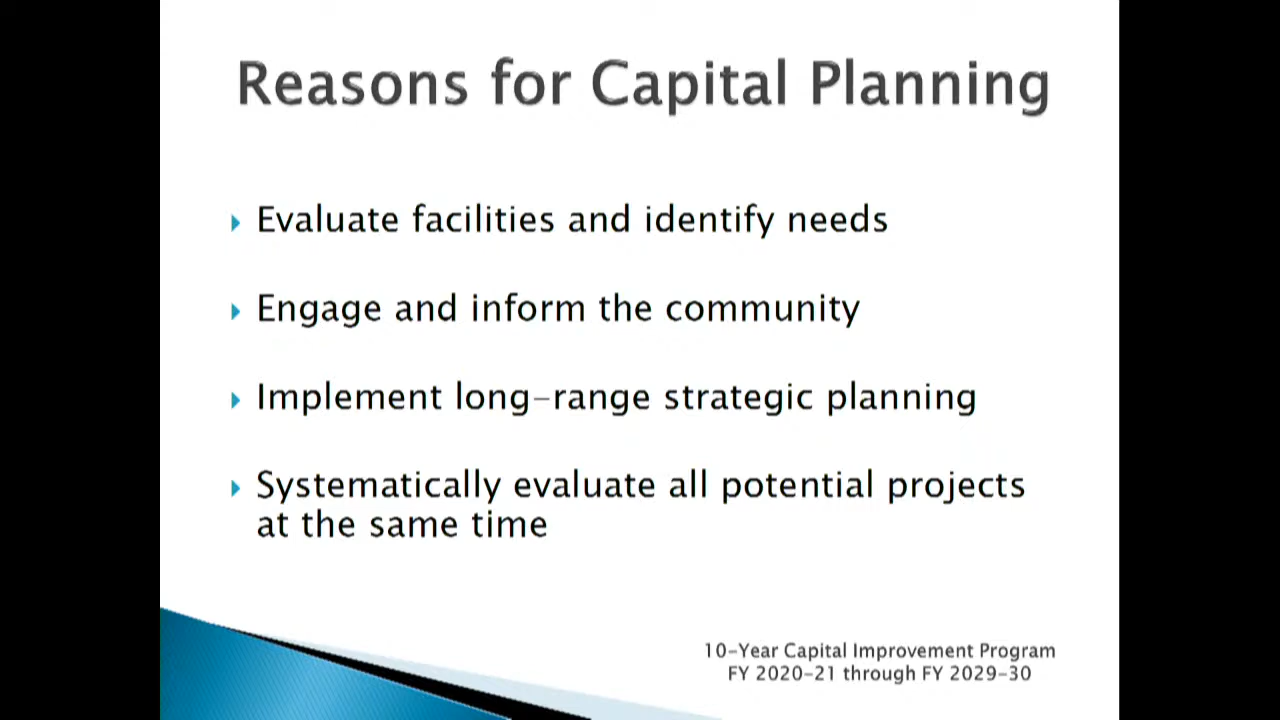 Reasons for Capital Planning
Evaluate facilities and identify needs
Engage and inform the community
Implement long-range strategic planning
Systematically evaluate all potential projects
at the same time
10-Year Capital Improvement Program
FY 2020-21 through FY 2029-30